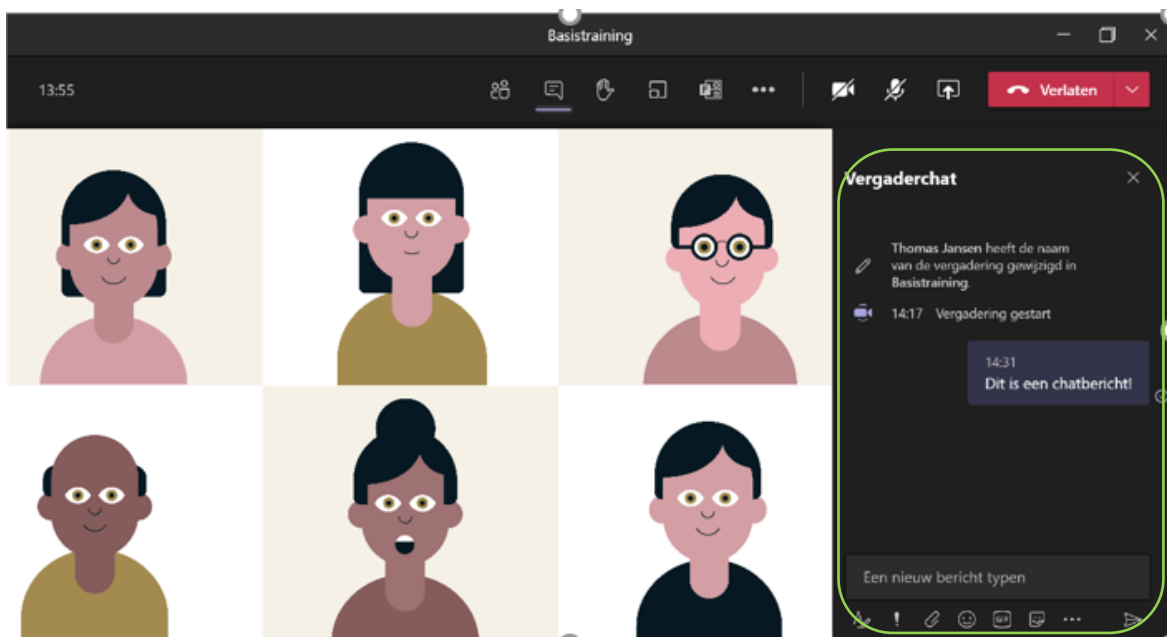 Basistraining
13:55
Verlaten
Vergaderchat
Thomas Jansen heeft de naam
van de vergadering gewijzigd in
Basistraining.
14:17 Vergadering gestart
14:31
Dit is een chatbericht!
Een nieuw bericht typen
GIF